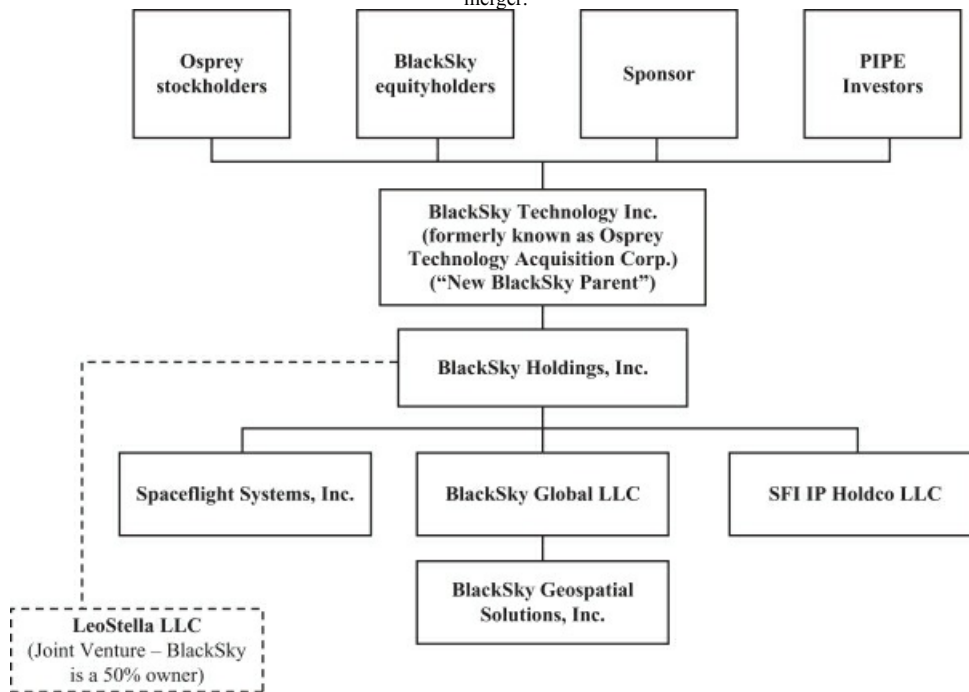 merger.
Osprey
stockholders
BlackSky
equityholders
Sponsor
PIPE
Investors
BlackSky Technology Inc.
(formerly known as Osprey
Technology Acquisition Corp.)
(“New BlackSky Parent”)
BlackSky Holdings, Inc.
Spaceflight Systems, Inc.
BlackSky Global LLC
SFI IP Holdco LLC
BlackSky Geospatial
Solutions, Inc.
LeoStella LLC
(Joint Venture – BlackSky
is a 50% owner)